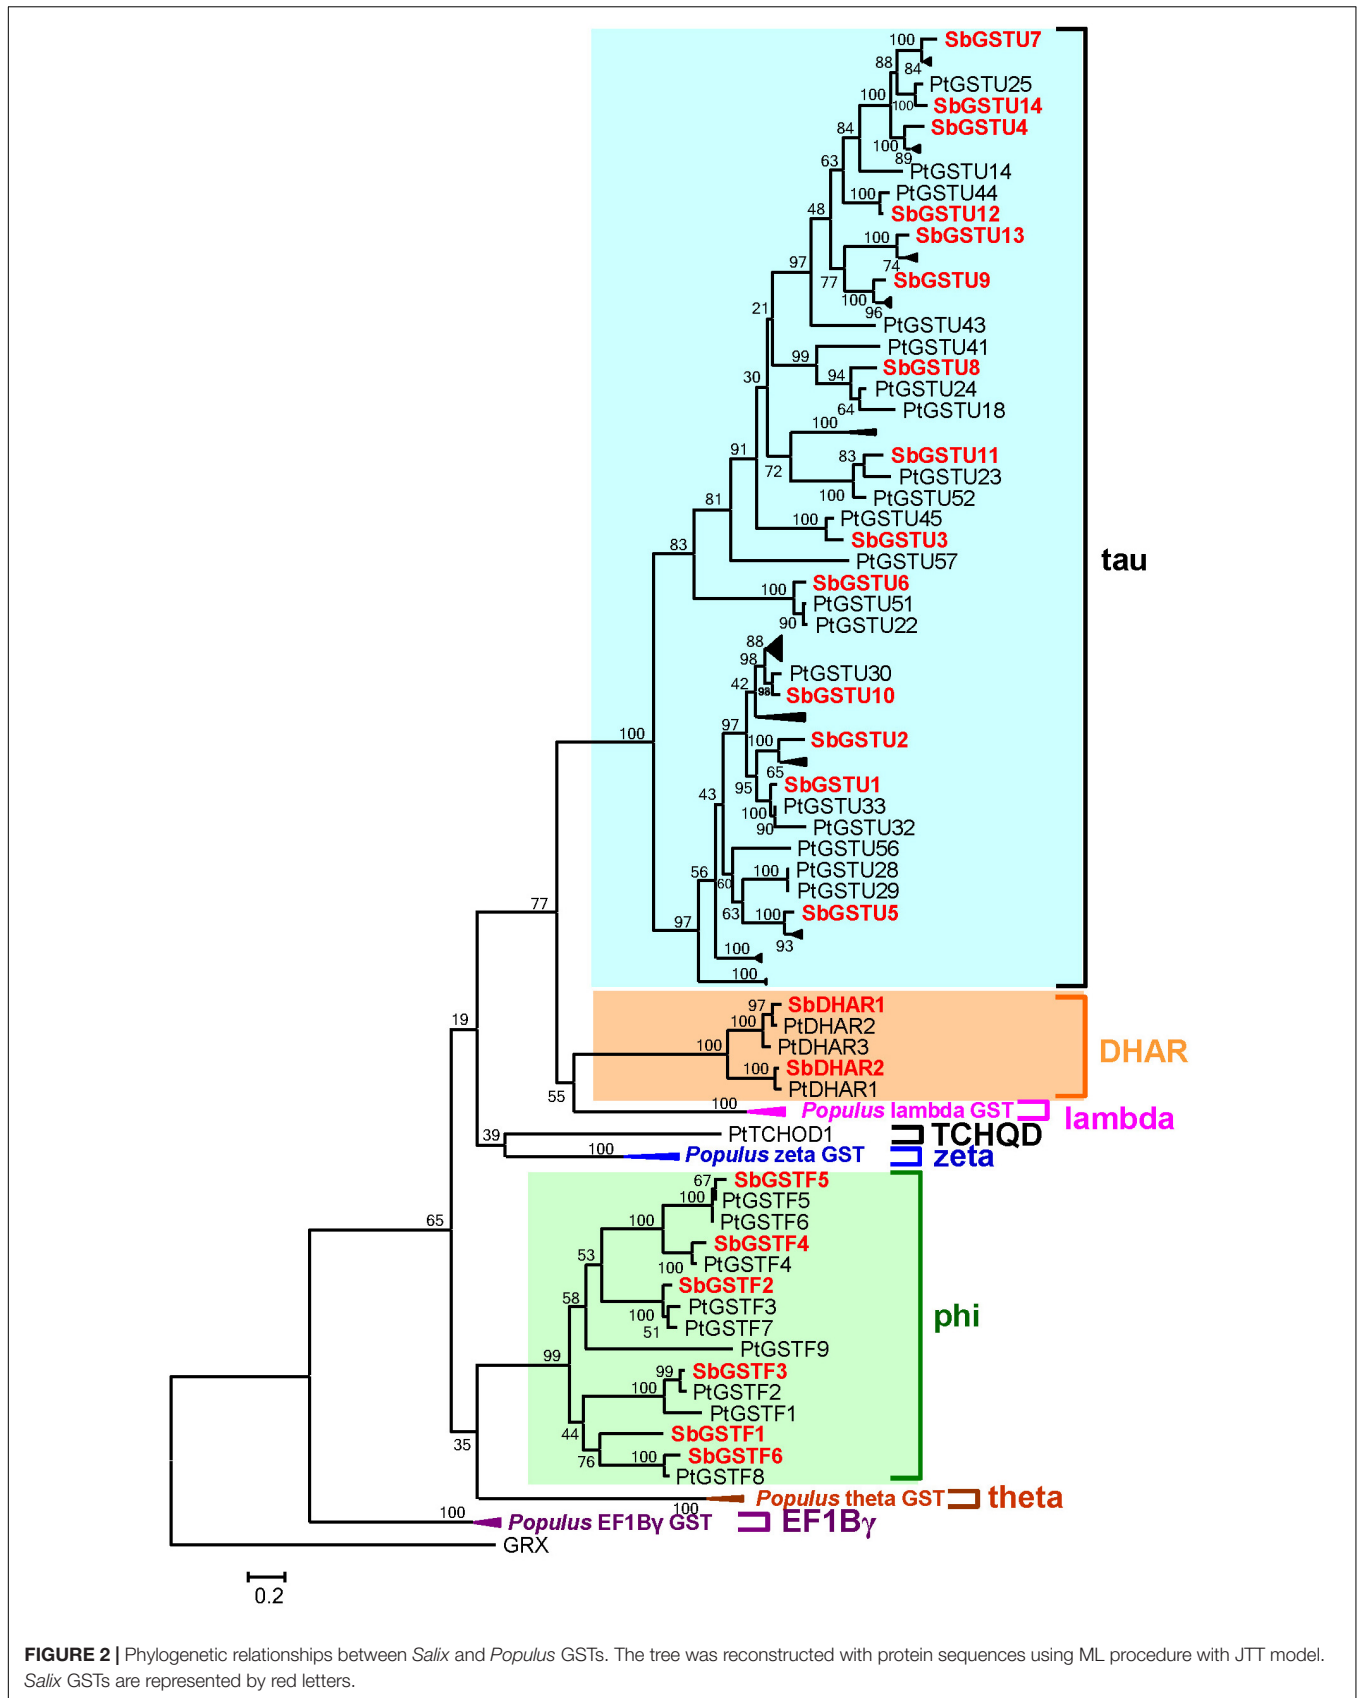 100
SbGSTU7
88
84
PtGSTU25
100
100
SbGSTU14
SbGSTU4
84
100
89
63
PtGSTU14
100
PtGSTU44
48
SbGSTU12
100
SbGSTU13
97
74
77
SbGSTU9
100
96
21
PtGSTU43
PtGSTU41
99
SbGSTU8
30
94
PtGSTU24
64
PtGSTU18
100
91
83
SbGSTU11
72
PtGSTU23
100
PtGSTU52
81
100
PtGSTU45
SbGSTU3
83
PtGSTU57
tau
100
SbGSTU6
PtGSTU51
90
PtGSTU22
88
98
PtGSTU30
42
98
SbGSTU10
97
100
100
SbGSTU2
65
95
SbGSTU1
43
100
PtGSTU33
90
PtGSTU32
PtGSTU56
56
60
100
PtGSTU28
PtGSTU29
77
63
100
SbGSTU5
97
93
100
100
97
SbDHAR1
19
100
PtDHAR2
100
PtDHAR3
DHAR
100
SbDHAR2
PtDHAR1
55
100
Populus lambda GST
lambda
39
PtTCHOD1
TCHQD
100
Populus zeta GST
zeta
67
SbGSTF5
100
PtGSTF5
65
100
PtGSTF6
SbGSTF4
53
100
PtGSTF4
SbGSTF2
58
100
PtGSTF3
phi
51
PtGSTF7
99
PtGSTF9
99
SbGSTF3
100
PtGSTF2
PtGSTF1
44
SbGSTF1
35
76
100
SbGSTF6
PtGSTF8
100
Populus theta GST
theta
100
Populus EF1Bγ GST
EF1Bγ
GRX
0.2
FIGURE 2 | Phylogenetic relationships between Salix and Populus GSTs. The tree was reconstructed with protein sequences using ML procedure with JTT model.
Salix GSTs are represented by red letters.